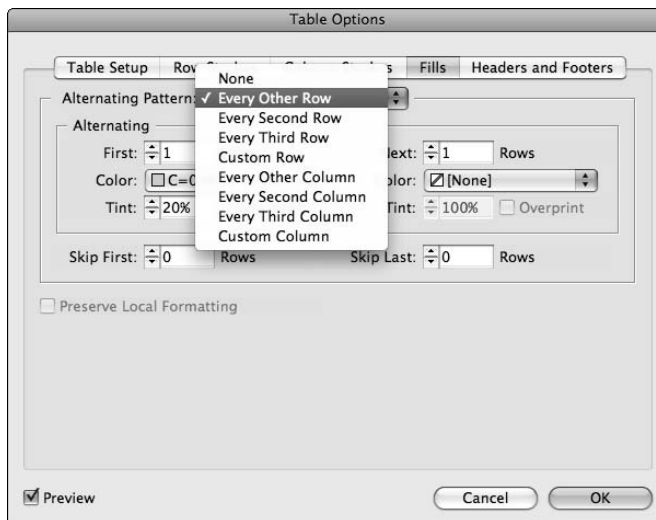 Table Options
Table Setup Fills Headers and Footers
None
Alternating Pattern: ✓ Every Other Row
Every Second Row
Alternating
Every Third Row
First: 1 Custom Row Next: 1 Rows
Every Other Column
Color: Color: [None]
Every Second Column
Tint: 20% Tint: 100% Overprint
Every Third Column
Custom Column
Skip First: 0 Rows Skip Last: 0 Rows
Preserve Local Formatting
Preview Cancel OK